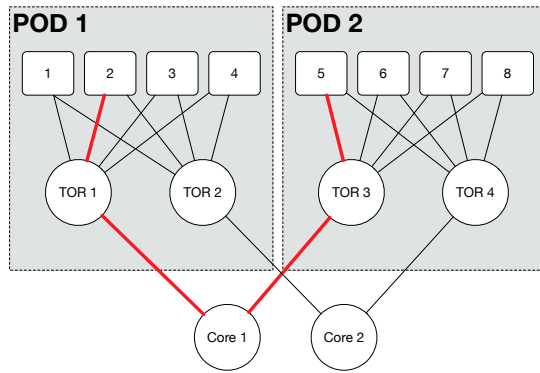 POD 1 POD 2
1 2 3 4 5 6 7 8
TOR 1 TOR 2 TOR 3 TOR 4
Core 1 Core 2